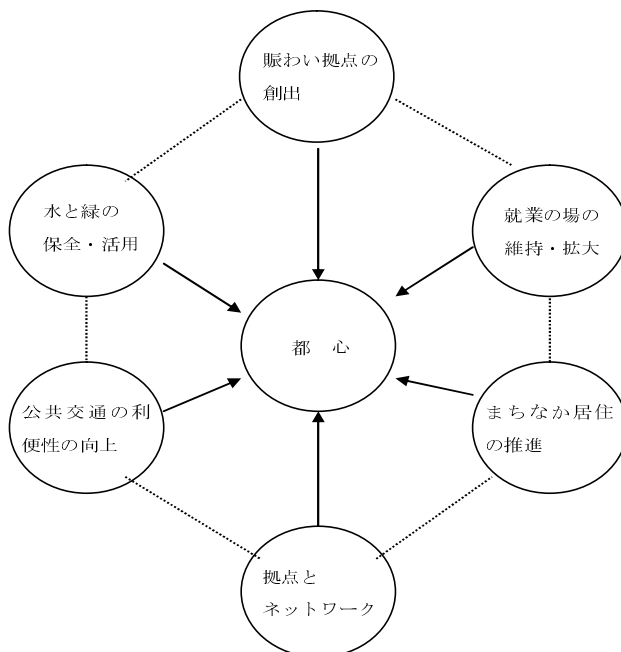 賑わい拠点の
創出
水と緑の
保全・活用
就業の場の
維持・拡大
都　心
公共交通の利
便性の向上
まちなか居住
の推進
拠点と
ネットワーク